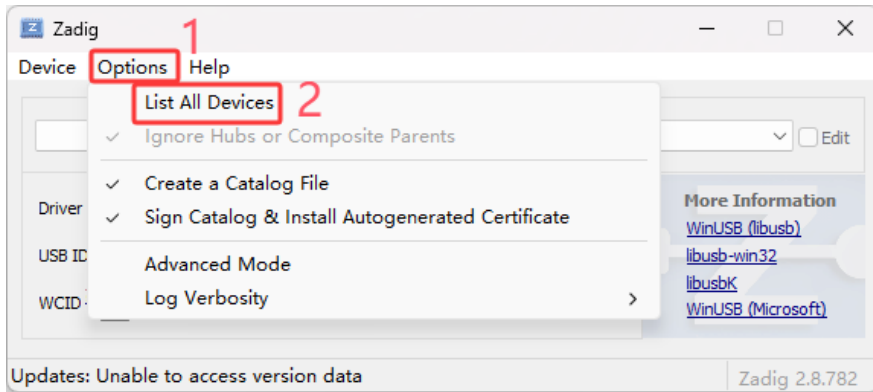 Zadig
1
Device Options Help
List All Devices 2
Ignore Hubs or Composite Parents
Edit
Create a Catalog File
Sign Catalog & Install Autogenerated Certificate
Advanced Mode
Log Verbosity
Driver
USB ID
WCID
More Information
WinUSB (libusb)
libusb-win32
libusbK
WinUSB (Microsoft)
Updates: Unable to access version data
Zadig 2.8.782